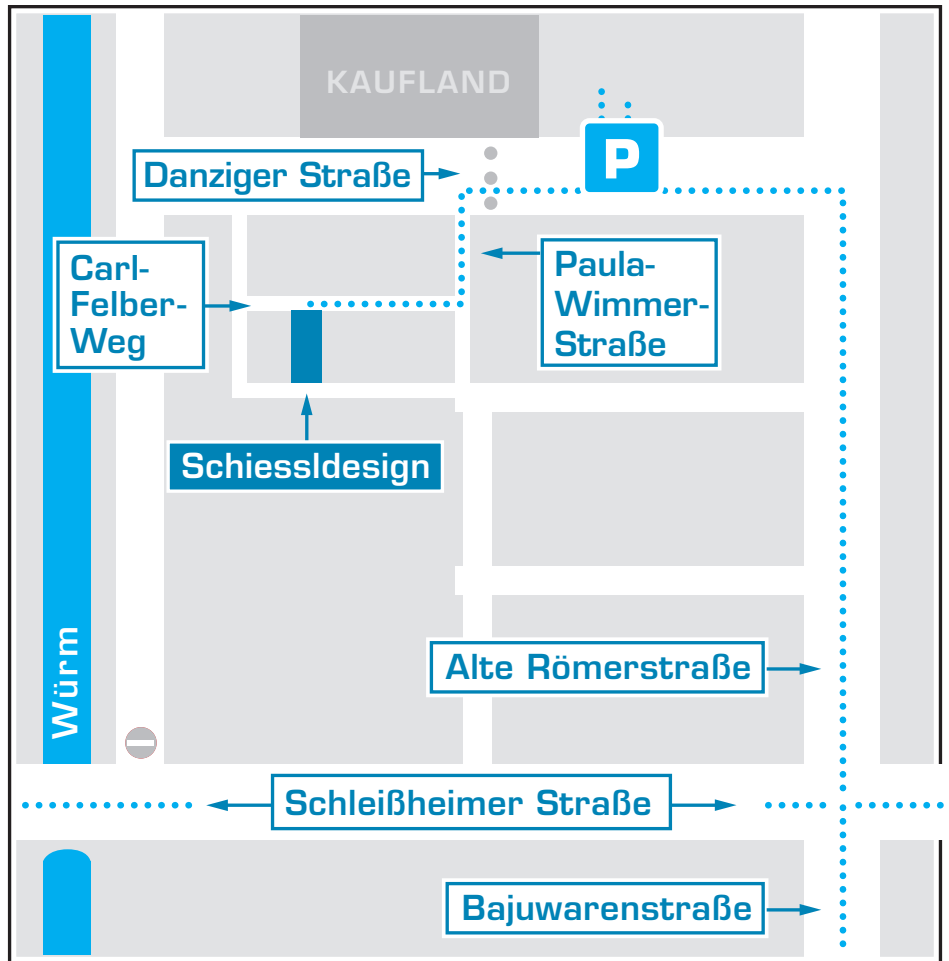 KAUFLAND
P
Danziger Straße
Carl-
Felber-
Weg
Paula-
Wimmer-
Straße
Schiessldesign
Würm
Alte Römerstraße
Schleißheimer Straße
Bajuwarenstraße